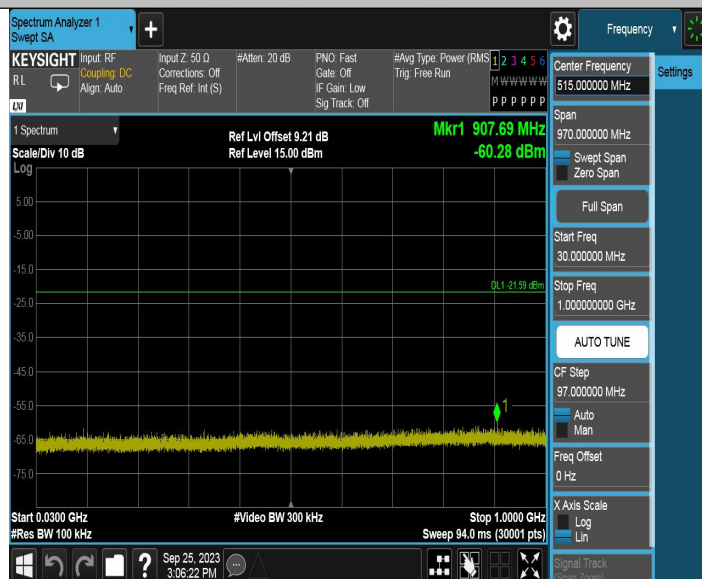 Spectrum Analyzer 1
Swept SA
Frequency
KEYSIGHT
Input: RF
Coupling: DC
Align: Auto
RL
LXI
Input Z: 50 Ω
Corrections: Off
Freq Ref: Int (S)
#Atten: 20 dB
PNO: Fast
Gate: Off
IF Gain: Low
Sig Track: Off
#Avg Type: Power (RMS
Trig: Free Run
1 2 3 4 5 6
M W W W W W
P P P P P P
Center Frequency
515.000000 MHz
Settings
Span
970.000000 MHz
Swept Span
Zero Span
Full Span
Start Freq
30.000000 MHz
Stop Freq
1.000000000 GHz
AUTO TUNE
CF Step
97.000000 MHz
Auto
Man
Freq Offset
0 Hz
X Axis Scale
Log
Lin
Signal Track
(Span Zoom)
1 Spectrum
Scale/Div 10 dB
Ref Lvl Offset 9.21 dB
Ref Level 15.00 dBm
Mkr1 907.69 MHz
-60.28 dBm
Log
5.00
-5.00
-15.0
DL1 -21.59 dBm
-25.0
-35.0
-45.0
-55.0
1
-65.0
-75.0
Start 0.0300 GHz
#Res BW 100 kHz
#Video BW 300 kHz
Stop 1.0000 GHz
Sweep 94.0 ms (30001 pts)
Sep 25, 2023
3:06:22 PM